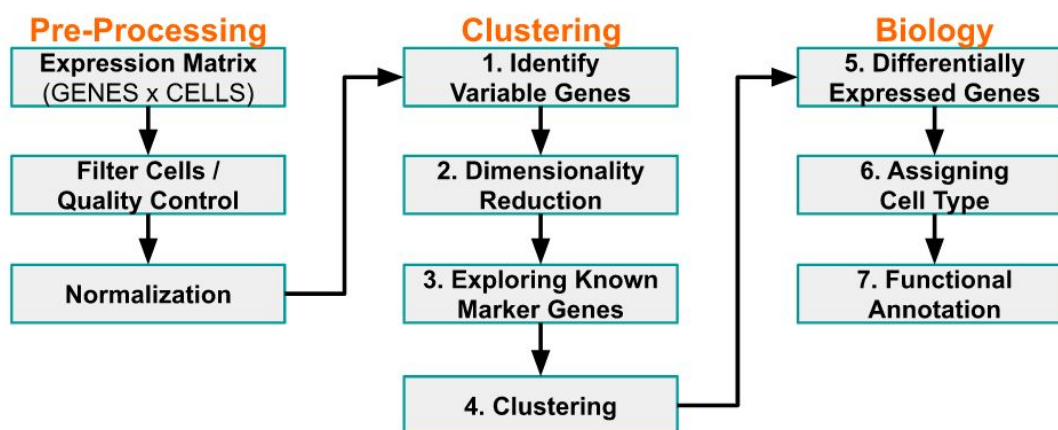 Pre-Processing
Expression Matrix
(GENES x CELLS)
Filter Cells /
Quality Control
Normalization
Clustering
1. Identify
Variable Genes
2. Dimensionality
Reduction
3. Exploring Known
Marker Genes
4. Clustering
Biology
5. Differentially
Expressed Genes
6. Assigning
Cell Type
7. Functional
Annotation